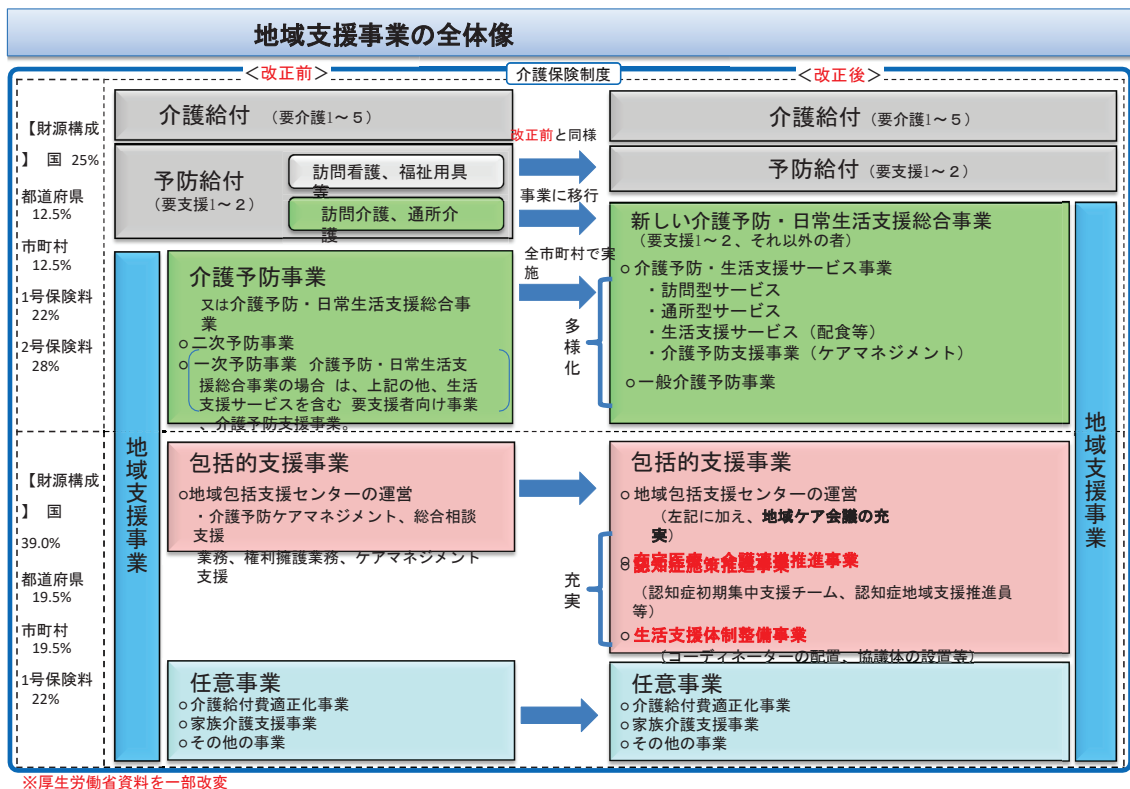 地域支援事業の全体像
＜改正前＞
介護保険制度
＜改正後＞
【財源構成
】 国 25%
都道府県
12.5%
市町村
12.5%
1号保険料
22%
2号保険料
28%
介護給付 （要介護1～5）
予防給付
（要支援1～2）
訪問看護、福祉用具
等
訪問介護、通所介
護
改正前と同様
事業に移行
全市町村で実
施
介護給付（要介護1～5）
予防給付（要支援1～2）
地域支援事業
介護予防事業
又は介護予防・日常生活支援総合事
業
○二次予防事業
○一次予防事業 介護予防・日常生活支
援総合事業の場合 は、上記の他、生活
支援サービスを含む 要支援者向け事業
、介護予防支援事業。
多様化
新しい介護予防・日常生活支援総合事業
（要支援1～2、それ以外の者）
○介護予防・生活支援サービス事業
・訪問型サービス
・通所型サービス
・生活支援サービス（配食等）
・介護予防支援事業（ケアマネジメント）
○一般介護予防事業
地域支援事業
【財源構成
】 国
39.0%
都道府県
19.5%
市町村
19.5%
1号保険料
22%
包括的支援事業
○地域包括支援センターの運営
・介護予防ケアマネジメント、総合相談
支援
業務、権利擁護業務、ケアマネジメント
支援
充実
包括的支援事業
○地域包括支援センターの運営
（左記に加え、地域ケア会議の充
実）
○在宅医療・介護連携推進事業
○認知症施策推進事業
（認知症初期集中支援チーム、認知症地域支援推進員
等）
○生活支援体制整備事業
（コーディネーターの配置、協議体の設置等）
任意事業
○介護給付費適正化事業
○家族介護支援事業
○その他の事業
任意事業
○介護給付費適正化事業
○家族介護支援事業
○その他の事業
※厚生労働省資料を一部改変